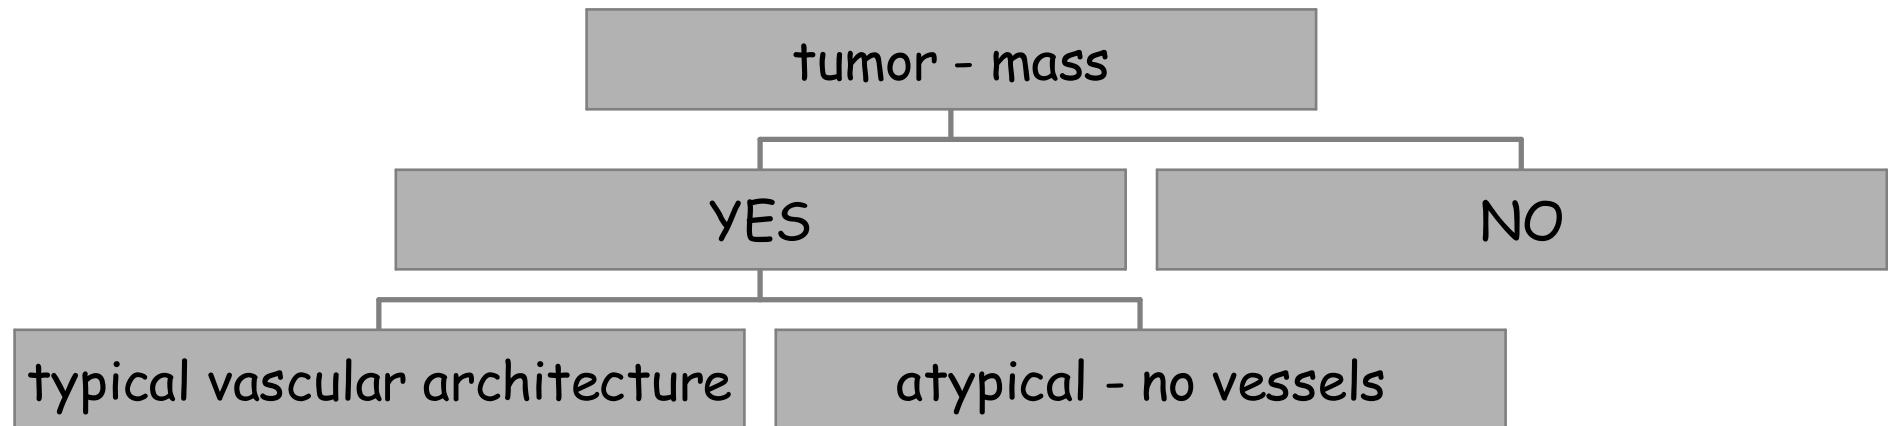 tumor - mass
YES
NO
typical vascular architecture
atypical - no vessels